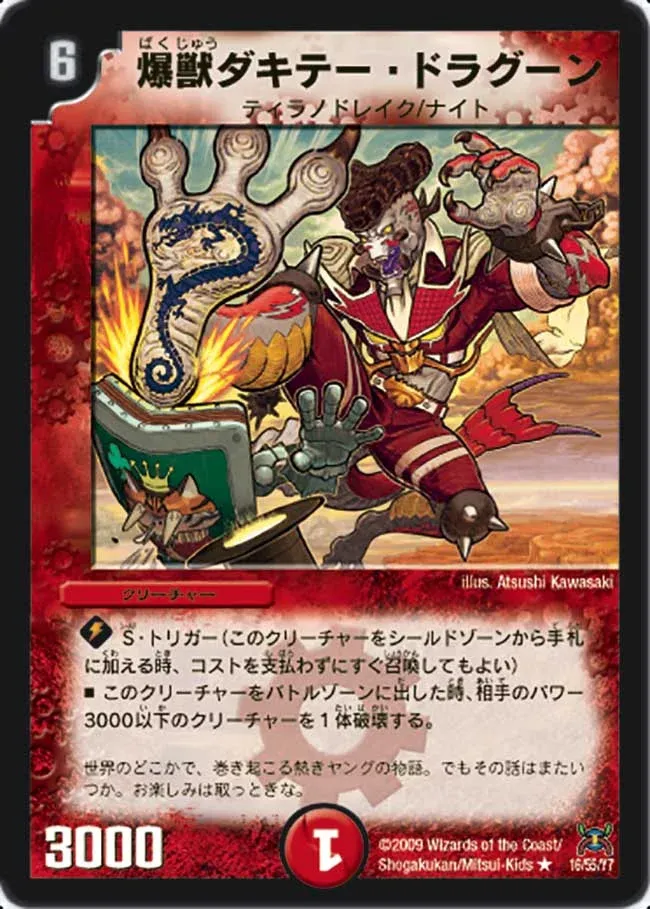 6
ばくじゅう
爆獣ダキテー・ドラグーン
ティラノドレイク/ナイト
illus. Atsushi Kawasaki
クリーチャー
S・トリガー(このクリーチャーをシールドゾーンから手札
に加える時、コストを支払わずにすぐ召喚してもよい)
■ このクリーチャーをバトルゾーンに出した時、相手のパワー
3000以下のクリーチャーを1体破壊する。
世界のどこかで、巻き起こる熱きヤングの物語。でもその話はまたい
つか。お楽しみは取っときな。
3000
1
©2009 Wizards of the Coast/
Shogakukan/Mitsui-Kids ★ 16/55/Y7